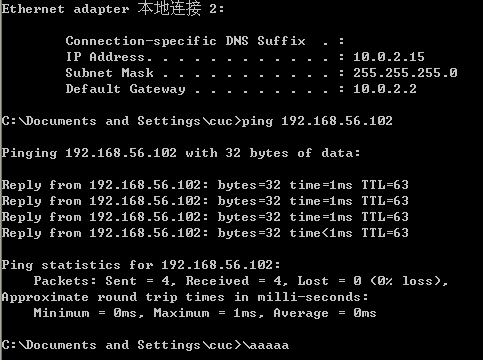 Ethernet adapter 本地连接 2:
Connection-specific DNS Suffix  . :
IP Address. . . . . . . . . . . . : 10.0.2.15
Subnet Mask . . . . . . . . . . . : 255.255.255.0
Default Gateway . . . . . . . . . : 10.0.2.2
C:\Documents and Settings\cuc>ping 192.168.56.102
Pinging 192.168.56.102 with 32 bytes of data:
Reply from 192.168.56.102: bytes=32 time=1ms TTL=63
Reply from 192.168.56.102: bytes=32 time=1ms TTL=63
Reply from 192.168.56.102: bytes=32 time=1ms TTL=63
Reply from 192.168.56.102: bytes=32 time<1ms TTL=63
Ping statistics for 192.168.56.102:
Packets: Sent = 4, Received = 4, Lost = 0 (0% loss),
Approximate round trip times in milli-seconds:
Minimum = 0ms, Maximum = 1ms, Average = 0ms
C:\Documents and Settings\cuc>\aaaaa